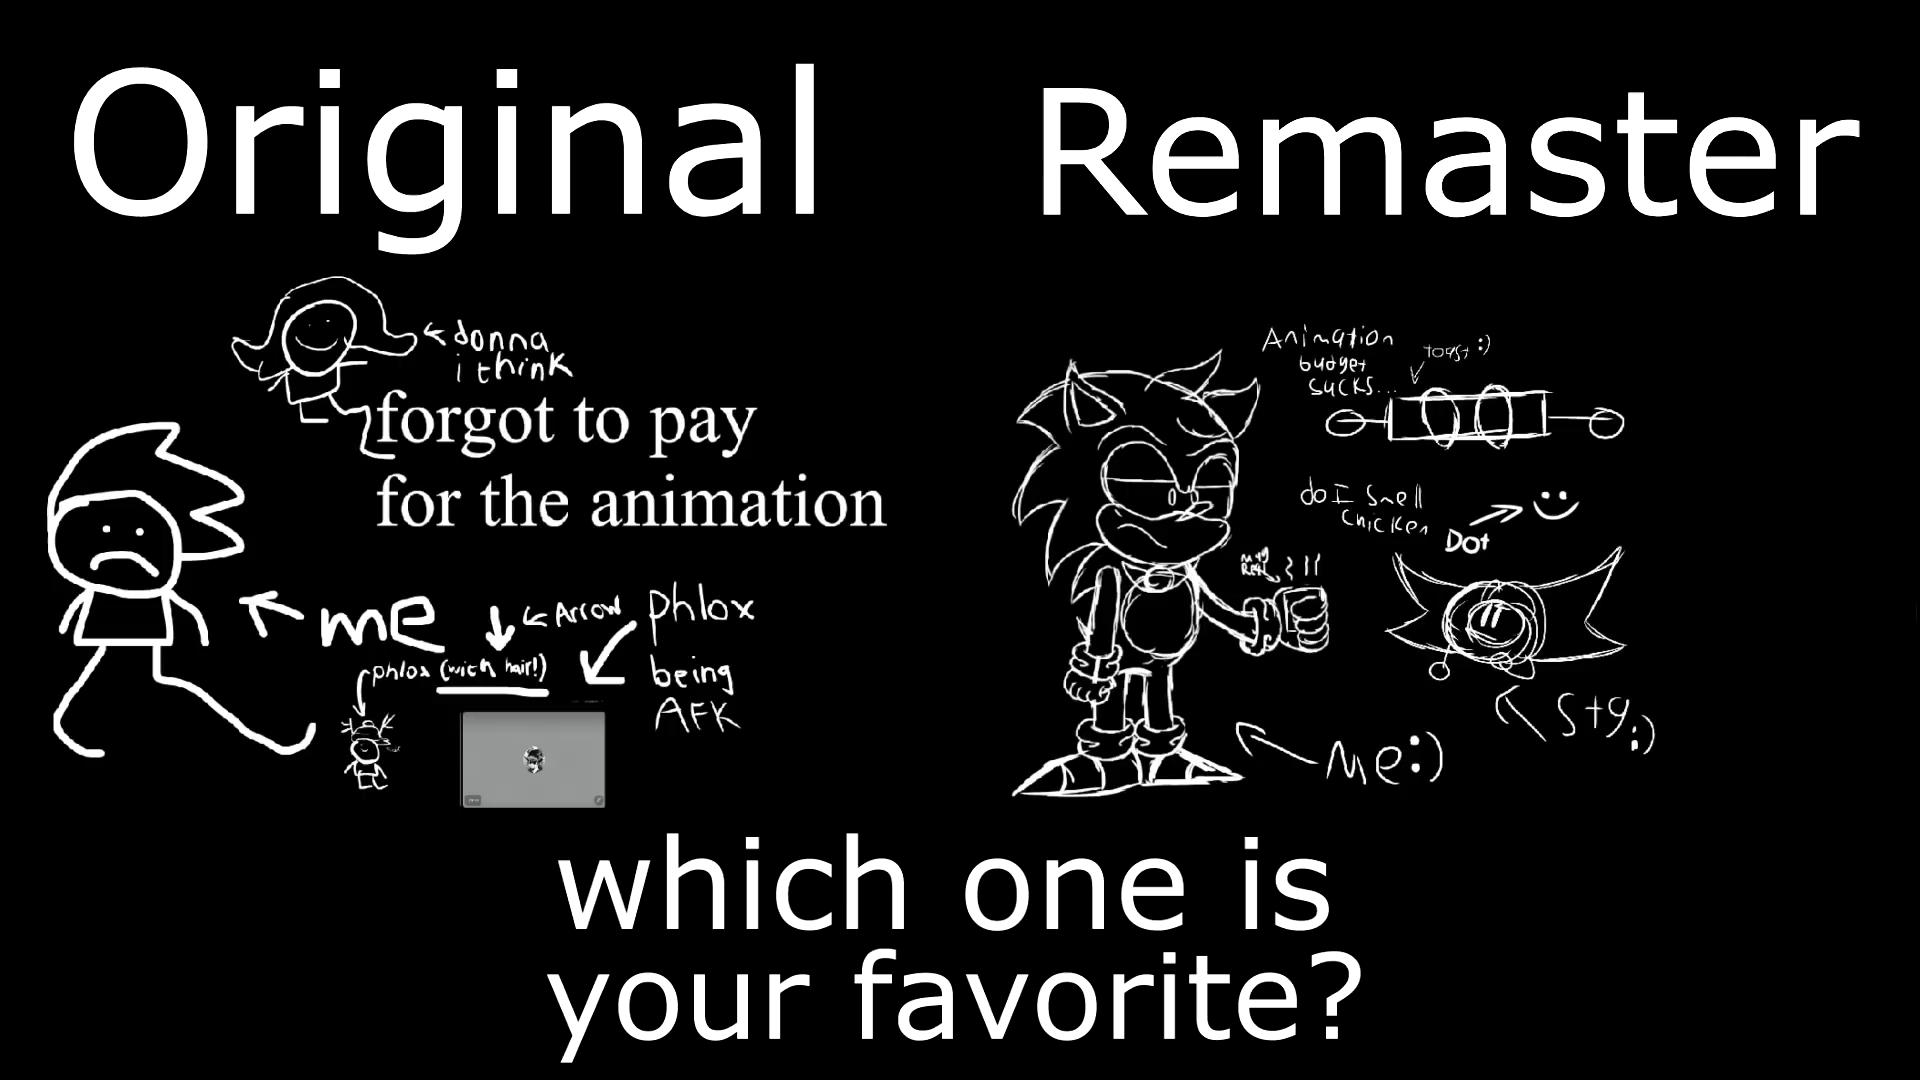 Original
Remaster
donna
i think
forgot to pay
for the animation
me
Arrow
phlox (with hair!)
phlox
being
AFK
Animation
budget
sucks...
toast :)
do I smell
chicken
Dot
mug
Me:)
which one is
your favorite?